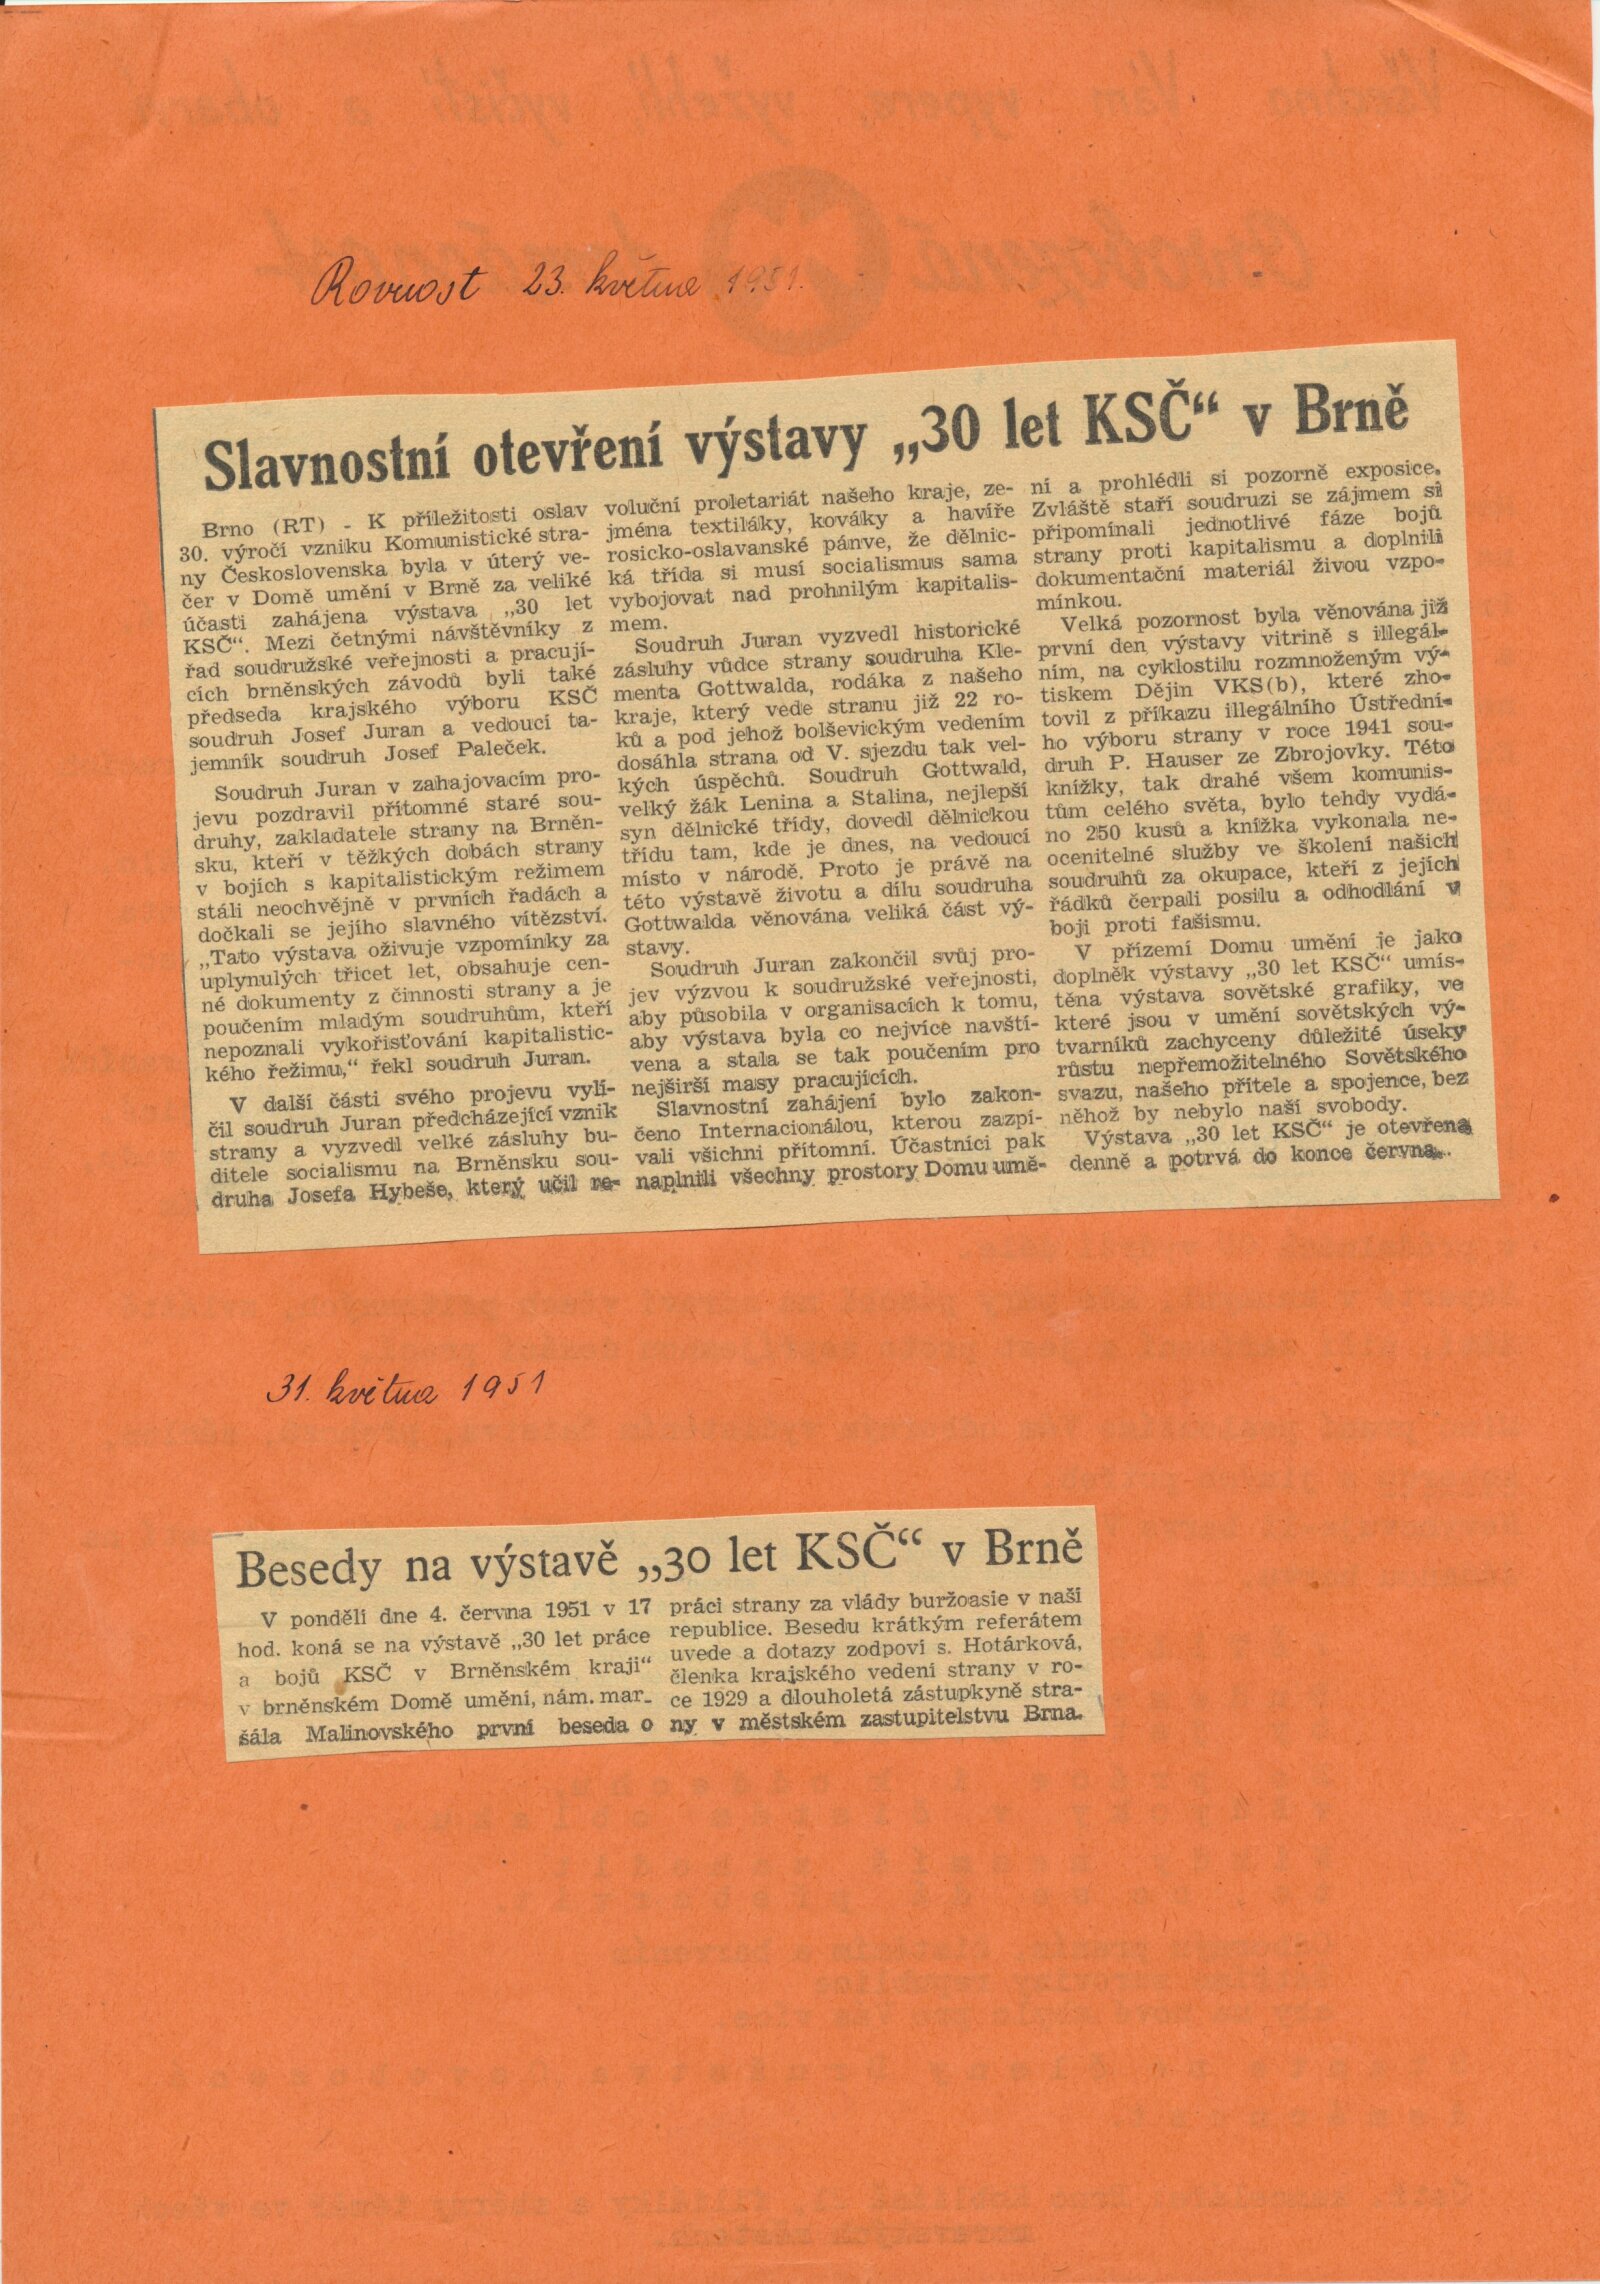 Rovnost 23. května 1951.
Slavnostní otevření výstavy „30 let KSČ“ v Brně
Brno (RT) - K příležitosti oslav
30. výročí vzniku Komunistické stra-
ny Československa byla v úterý ve-
čer v Domě umění v Brně za veliké
účasti zahájena výstava „30 let
KSČ“. Mezi četnými návštěvníky z
řad soudružské veřejnosti a pracují-
cích brněnských závodů byli také
předseda krajského výboru KSČ
soudruh Josef Juran a vedoucí ta-
jemník soudruh Josef Paleček.
Soudruh Juran v zahajovacím pro-
jevu pozdravil přítomné staré sou-
druhy, zakladatele strany na Brněn-
sku, kteří v těžkých dobách strany
v bojích s kapitalistickým režimem
stáli neochvějně v prvních řadách a
dočkali se jejího slavného vítězství.
„Tato výstava oživuje vzpomínky za
uplynulých třicet let, obsahuje cen-
né dokumenty z činnosti strany a je
poučením mladým soudruhům, kteří
nepoznali vykořisťování kapitalistic-
kého řežimu,“ řekl soudruh Juran.
V další části svého projevu vylí-
čil soudruh Juran předcházející vznik
strany a vyzvedl velké zásluhy bu-
ditele socialismu na Brněnsku sou-
druha Josefa Hybeše, který učil re-
voluční proletariát našeho kraje, ze-
jména textiláky, kováky a havíře
rosicko-oslavanské pánve, že dělnic-
ká třída si musí socialismus sama
vybojovat nad prohnilým kapitalis-
mem.
Soudruh Juran vyzvedl historické
zásluhy vůdce strany soudruha Kle-
menta Gottwalda, rodáka z našeho
kraje, který vede stranu již 22 ro-
ků a pod jehož bolševickým vedením
dosáhla strana od V. sjezdu tak vel-
kých úspěchů. Soudruh Gottwald,
velký žák Lenina a Stalina, nejlepší
syn dělnické třídy, dovedl dělnickou
třídu tam, kde je dnes, na vedoucí
místo v národě. Proto je právě na
této výstavě životu a dílu soudruha
Gottwalda věnována veliká část vý-
stavy.
Soudruh Juran zakončil svůj pro-
jev výzvou k soudružské veřejnosti,
aby působila v organisacích k tomu,
aby výstava byla co nejvíce navští-
vena a stala se tak poučením pro
nejširší masy pracujících.
Slavnostní zahájení bylo zakon-
čeno Internacionálou, kterou zazpí-
vali všichni přítomní. Účastníci pak
naplnili všechny prostory Domu umě-
ní a prohlédli si pozorně exposice.
Zvláště staří soudruzi se zájmem si
připomínali jednotlivé fáze bojů
strany proti kapitalismu a doplnili
dokumentační materiál živou vzpo-
mínkou.
Velká pozornost byla věnována již
první den výstavy vitrině s illegál-
ním, na cyklostilu rozmnoženým vý-
tiskem Dějin VKS(b), které zho-
tovil z příkazu illegálního Ústřední-
ho výboru strany v roce 1941 sou-
druh P. Hauser ze Zbrojovky. Této
knížky, tak drahé všem komunis-
tům celého světa, bylo tehdy vydá-
no 250 kusů a knížka vykonala ne-
ocenitelné služby ve školení našich
soudruhů za okupace, kteří z jejích
řádků čerpali posilu a odhodlání v
boji proti fašismu.
V přízemí Domu umění je jako
doplněk výstavy „30 let KSČ“ umís-
těna výstava sovětské grafiky, ve
které jsou v umění sovětských vý-
tvarníků zachyceny důležité úseky
růstu nepřemožitelného Sovětského
svazu, našeho přítele a spojence, bez
něhož by nebylo naší svobody.
Výstava „30 let KSČ“ je otevřena
denně a potrvá do konce června.
31. května 1951
Besedy na výstavě „30 let KSČ“ v Brně
V pondělí dne 4. června 1951 v 17
hod. koná se na výstavě „30 let práce
a bojů KSČ v Brněnském kraji“
v brněnském Domě umění, nám. mar-
šála Malinovského první beseda o
práci strany za vlády buržoasie v naší
republice. Besedu krátkým referátem
uvede a dotazy zodpoví s. Hotárková,
členka krajského vedení strany v ro-
ce 1929 a dlouholetá zástupkyně stra-
ny v městském zastupitelstvu Brna.